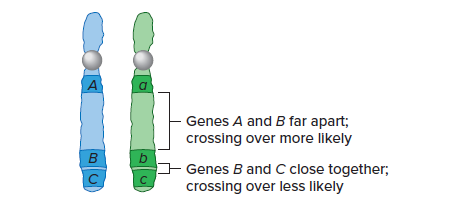 A a
Genes A and B far apart;
crossing over more likely
B b
Genes B and C close together;
C c
crossing over less likely